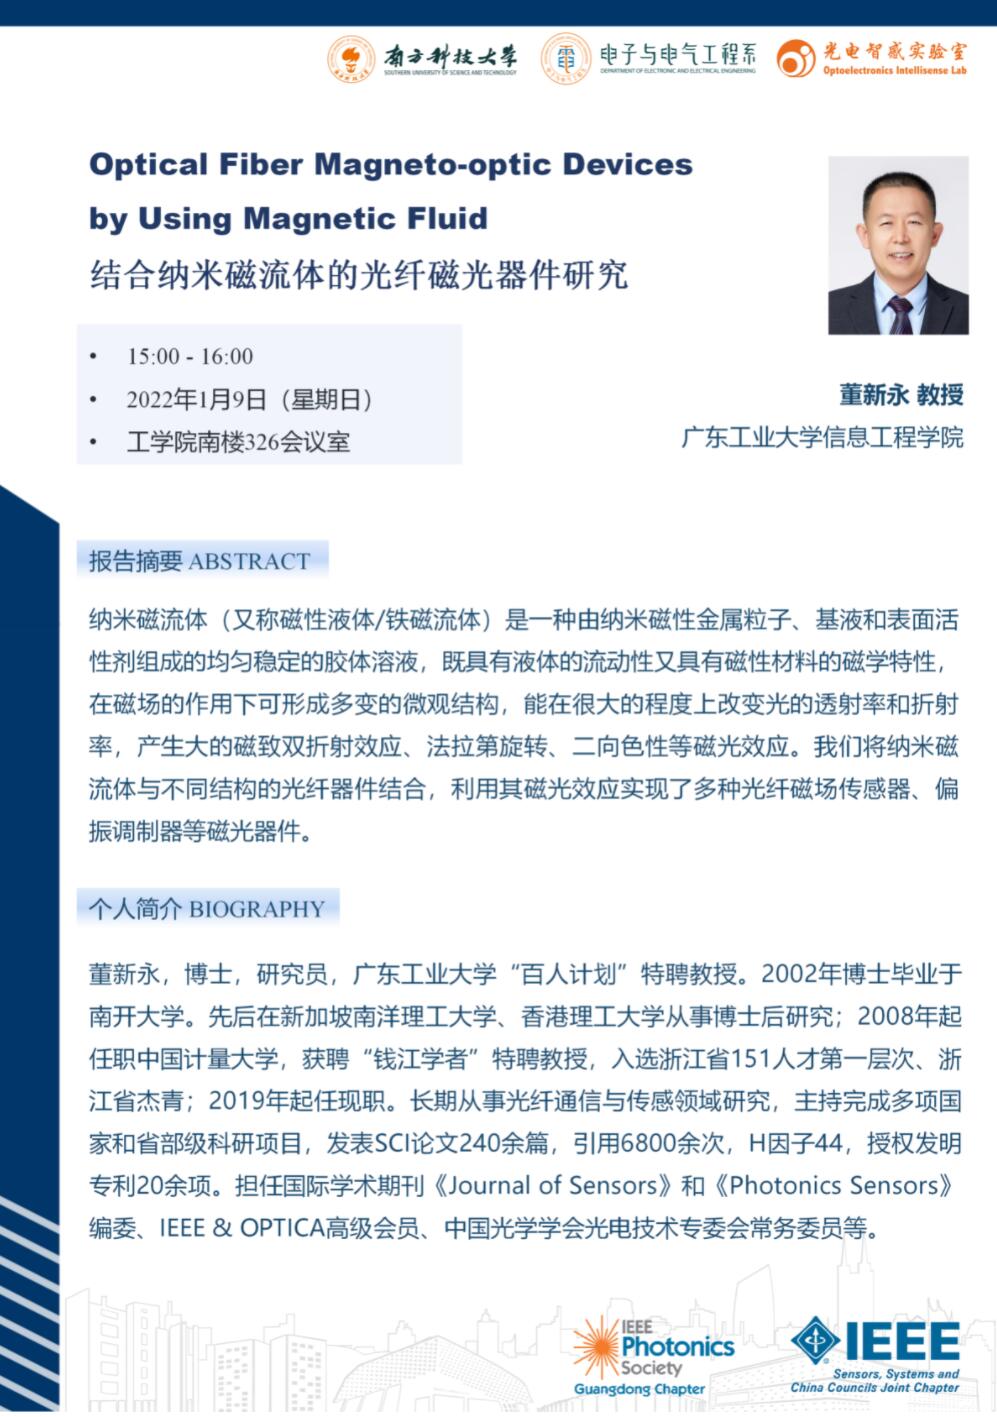 南方科技大学
SOUTHERN UNIVERSITY OF SCIENCE AND TECHNOLOGY
电子与电气工程系
DEPARTMENT OF ELECTRONIC AND ELECTRICAL ENGINEERING
光电智感实验室
Optoelectronics Intellisense Lab
Optical Fiber Magneto-optic Devices
by Using Magnetic Fluid
结合纳米磁流体的光纤磁光器件研究
• 15:00 - 16:00
• 2022年1月9日（星期日）
• 工学院南楼326会议室
董新永 教授
广东工业大学信息工程学院
报告摘要 ABSTRACT
纳米磁流体（又称磁性液体/铁磁流体）是一种由纳米磁性金属粒子、基液和表面活
性剂组成的均匀稳定的胶体溶液，既具有液体的流动性又具有磁性材料的磁学特性，
在磁场的作用下可形成多变的微观结构，能在很大的程度上改变光的透射率和折射
率，产生大的磁致双折射效应、法拉第旋转、二向色性等磁光效应。我们将纳米磁
流体与不同结构的光纤器件结合，利用其磁光效应实现了多种光纤磁场传感器、偏
振调制器等磁光器件。
个人简介 BIOGRAPHY
董新永，博士，研究员，广东工业大学“百人计划”特聘教授。2002年博士毕业于
南开大学。先后在新加坡南洋理工大学、香港理工大学从事博士后研究；2008年起
任职中国计量大学，获聘“钱江学者”特聘教授，入选浙江省151人才第一层次、浙
江省杰青；2019年起任现职。长期从事光纤通信与传感领域研究，主持完成多项国
家和省部级科研项目，发表SCI论文240余篇，引用6800余次，H因子44，授权发明
专利20余项。担任国际学术期刊《Journal of Sensors》和《Photonics Sensors》
编委、IEEE & OPTICA高级会员、中国光学学会光电技术专委会常务委员等。
IEEE
Photonics
Society
Guangdong Chapter
IEEE
Sensors, Systems and
China Councils Joint Chapter